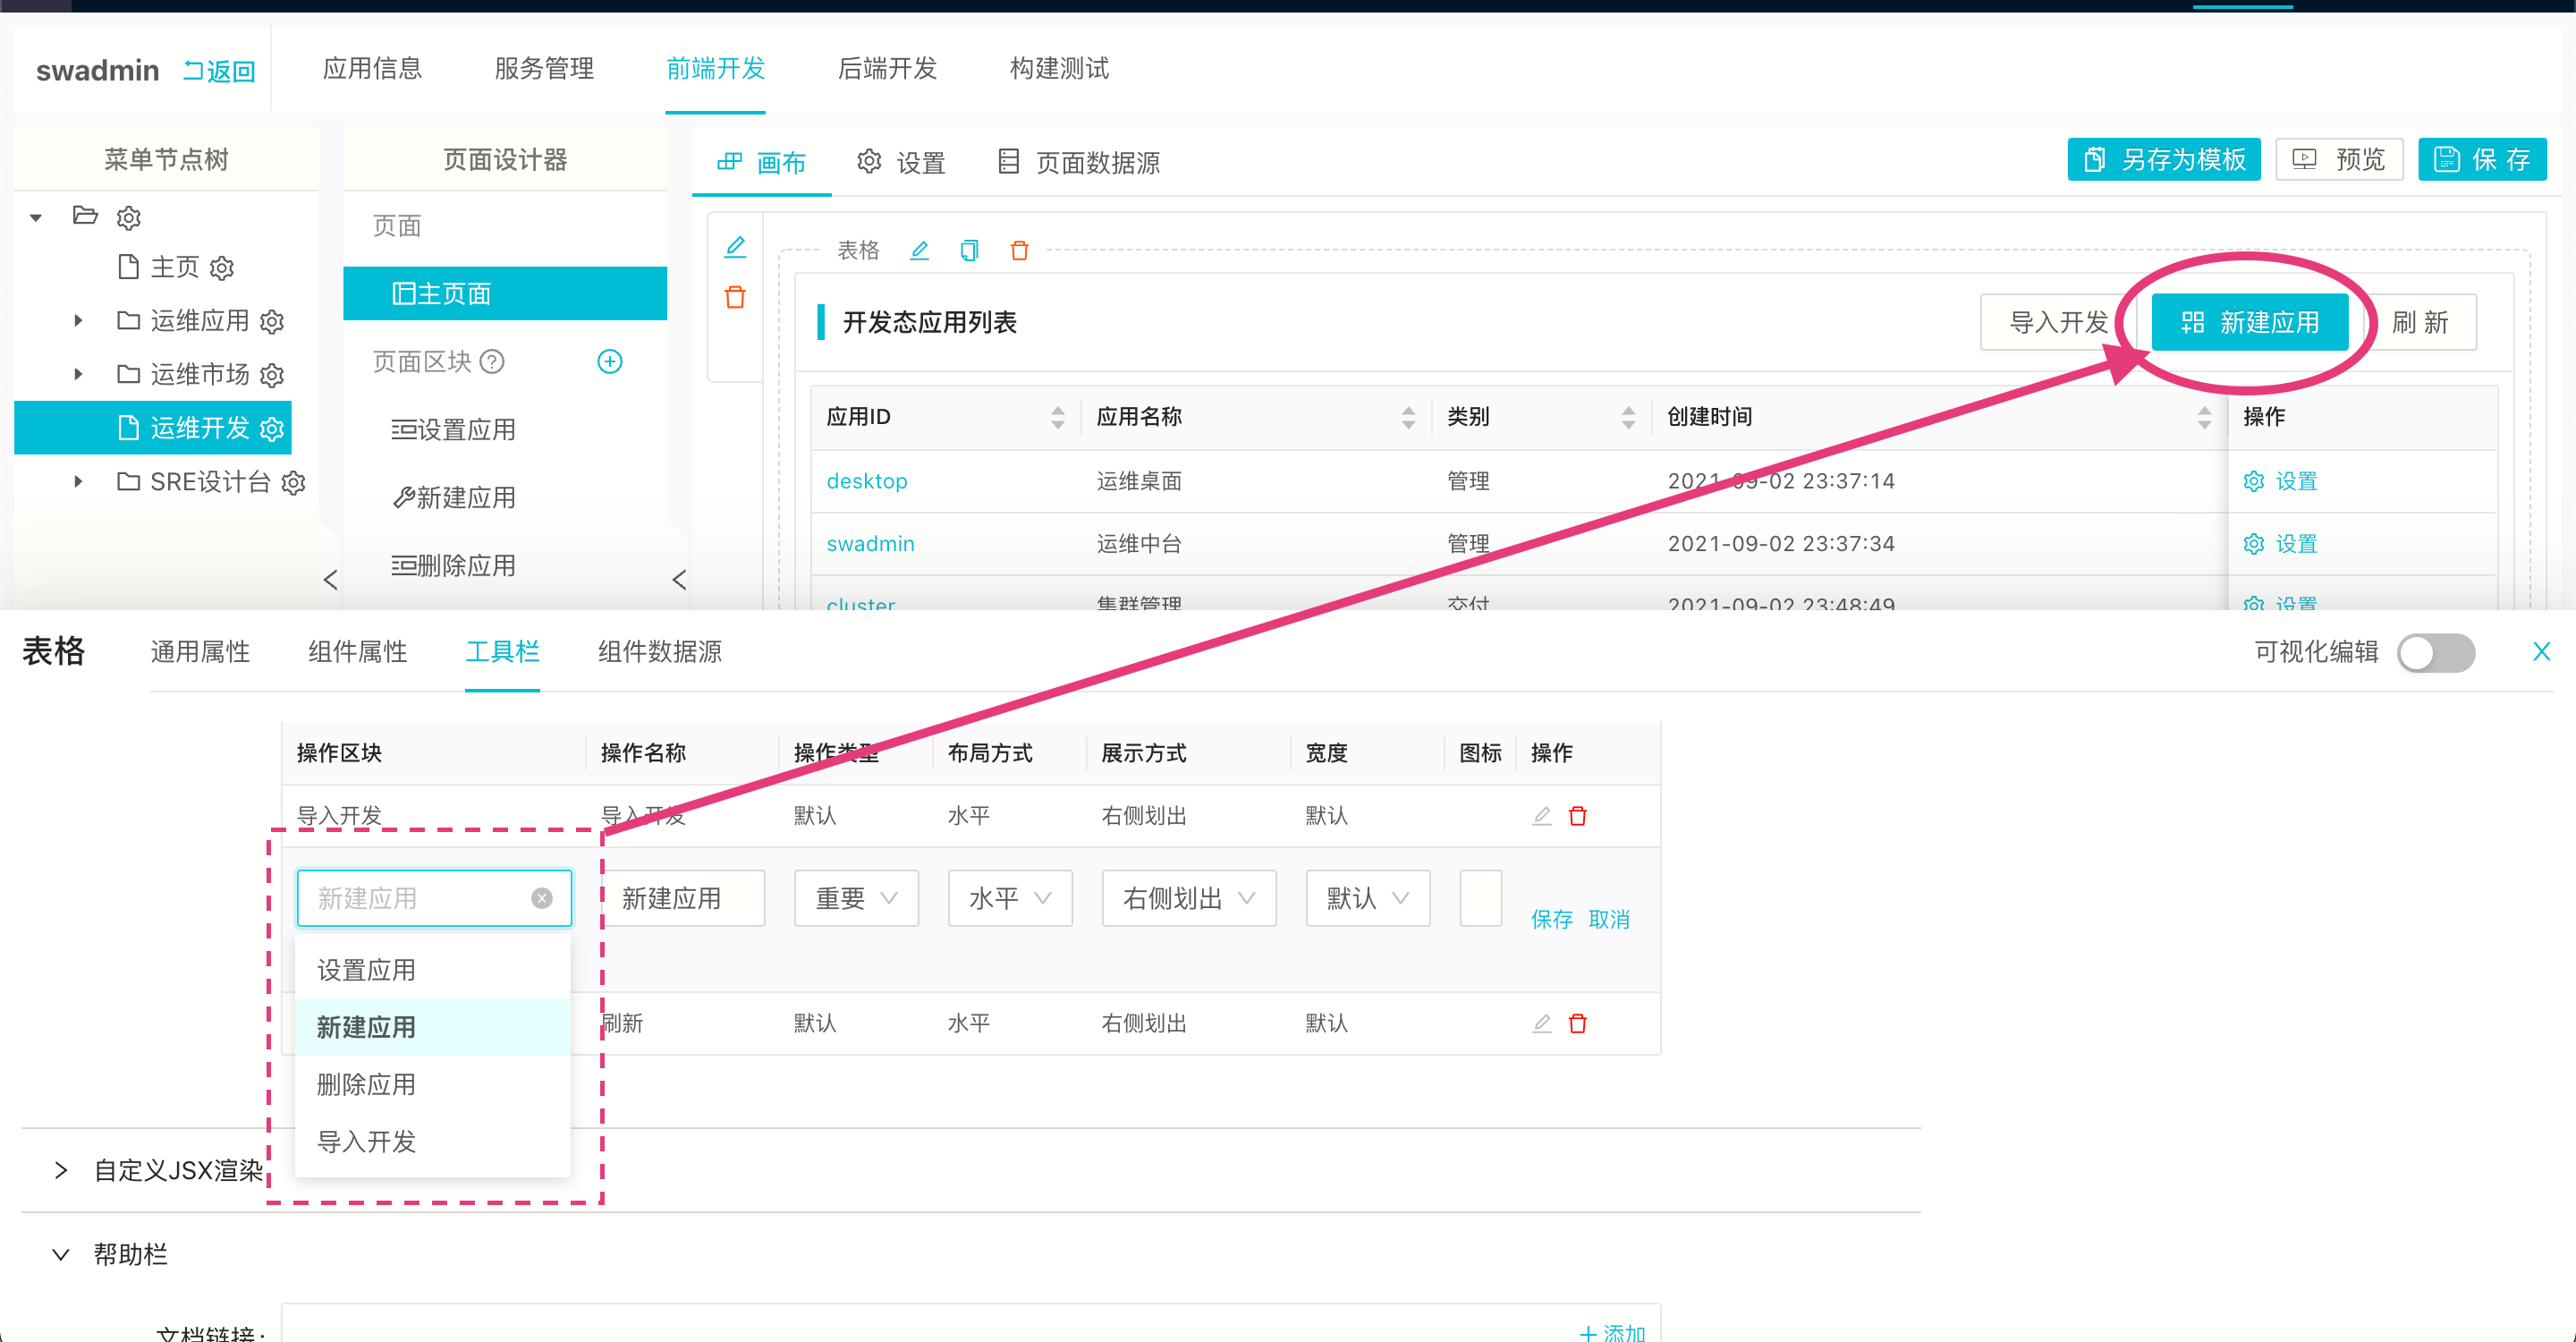 swadmin 返回 应用信息 服务管理 前端开发 后端开发 构建测试
菜单节点树
主页
运维应用
运维市场
运维开发
SRE设计台
页面设计器
页面
主页面
页面区块
设置应用
新建应用
删除应用
画布 设置 页面数据源 另存为模板 预览 保 存
表格
开发态应用列表 导入开发 新建应用 刷 新
应用ID 应用名称 类别 创建时间 操作
desktop 运维桌面 管理 2021-09-02 23:37:14 设置
swadmin 运维中台 管理 2021-09-02 23:37:34 设置
cluster 集群管理 交付 2021-09-02 23:48:49 设置
表格 通用属性 组件属性 工具栏 组件数据源 可视化编辑
操作区块 操作名称 操作类型 布局方式 展示方式 宽度 图标 操作
导入开发 导入开发 默认 水平 右侧划出 默认
新建应用 新建应用 重要 水平 右侧划出 默认 保存 取消
刷新 默认 水平 右侧划出 默认
设置应用
新建应用
删除应用
导入开发
自定义JSX渲染
帮助栏
文档链接: 添加